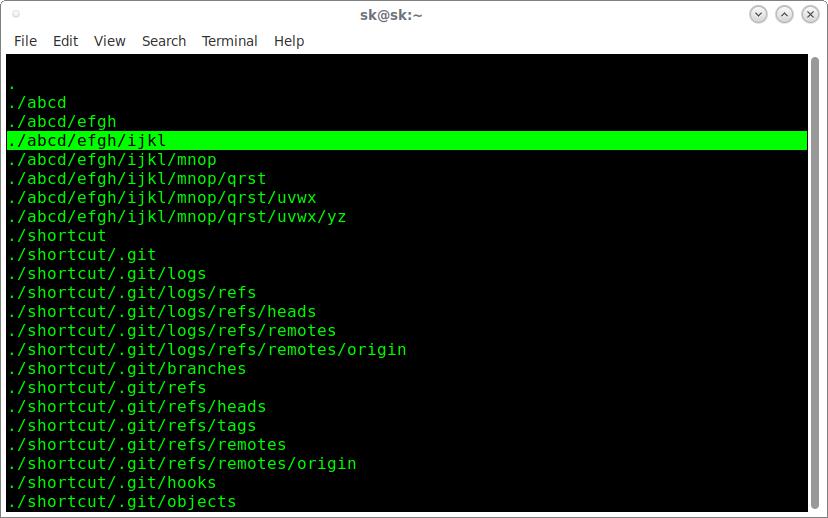 sk@sk:~
File Edit View Search Terminal Help
.
./abcd
./abcd/efgh
./abcd/efgh/ijkl
./abcd/efgh/ijkl/mnop
./abcd/efgh/ijkl/mnop/qrst
./abcd/efgh/ijkl/mnop/qrst/uvwx
./abcd/efgh/ijkl/mnop/qrst/uvwx/yz
./shortcut
./shortcut/.git
./shortcut/.git/logs
./shortcut/.git/logs/refs
./shortcut/.git/logs/refs/heads
./shortcut/.git/logs/refs/remotes
./shortcut/.git/logs/refs/remotes/origin
./shortcut/.git/branches
./shortcut/.git/refs
./shortcut/.git/refs/heads
./shortcut/.git/refs/tags
./shortcut/.git/refs/remotes
./shortcut/.git/refs/remotes/origin
./shortcut/.git/hooks
./shortcut/.git/objects